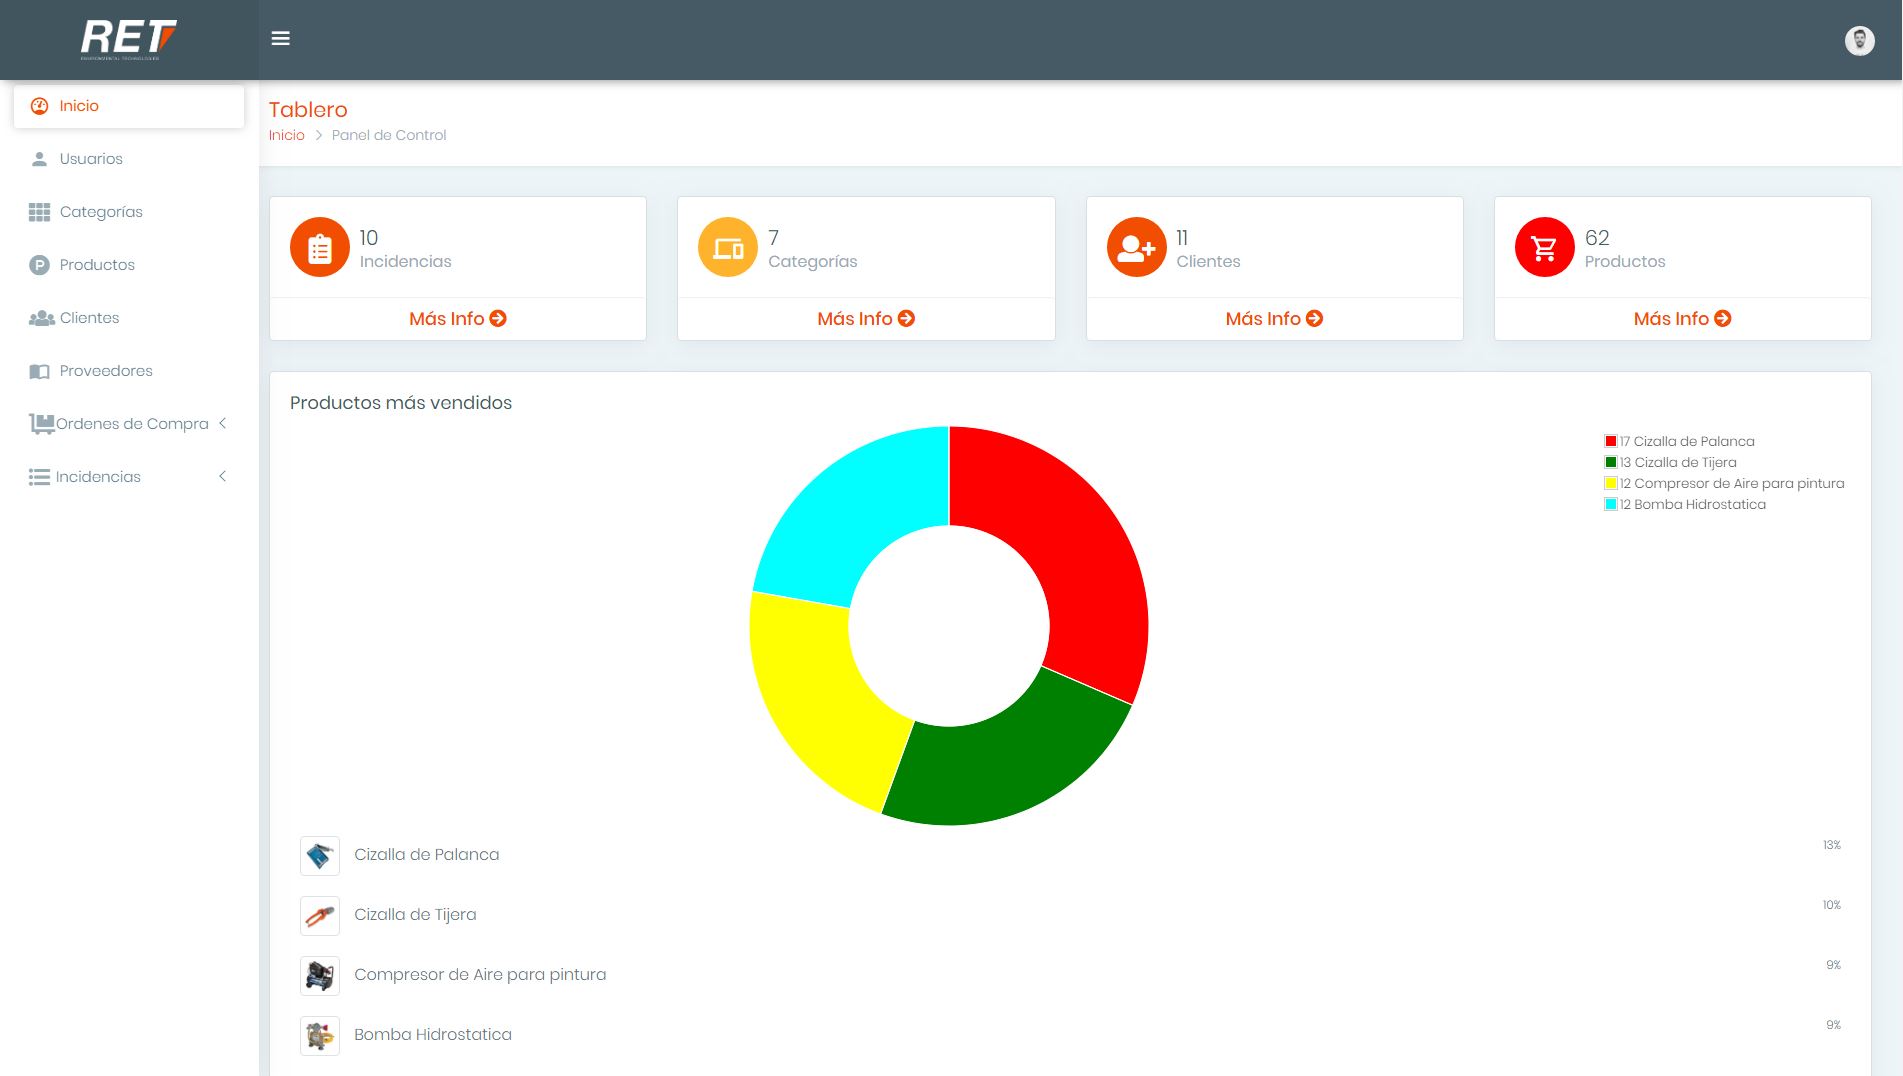 RET
ENVIRONMENTAL TECHNOLOGIES
Inicio
Usuarios
Categorías
Productos
Clientes
Proveedores
Ordenes de Compra
Incidencias
Tablero
Inicio > Panel de Control
10
Incidencias
Más Info
7
Categorías
Más Info
11
Clientes
Más Info
62
Productos
Más Info
Productos más vendidos
17 Cizalla de Palanca
13 Cizalla de Tijera
12 Compresor de Aire para pintura
12 Bomba Hidrostatica
Cizalla de Palanca 13%
Cizalla de Tijera 10%
Compresor de Aire para pintura 9%
Bomba Hidrostatica 9%